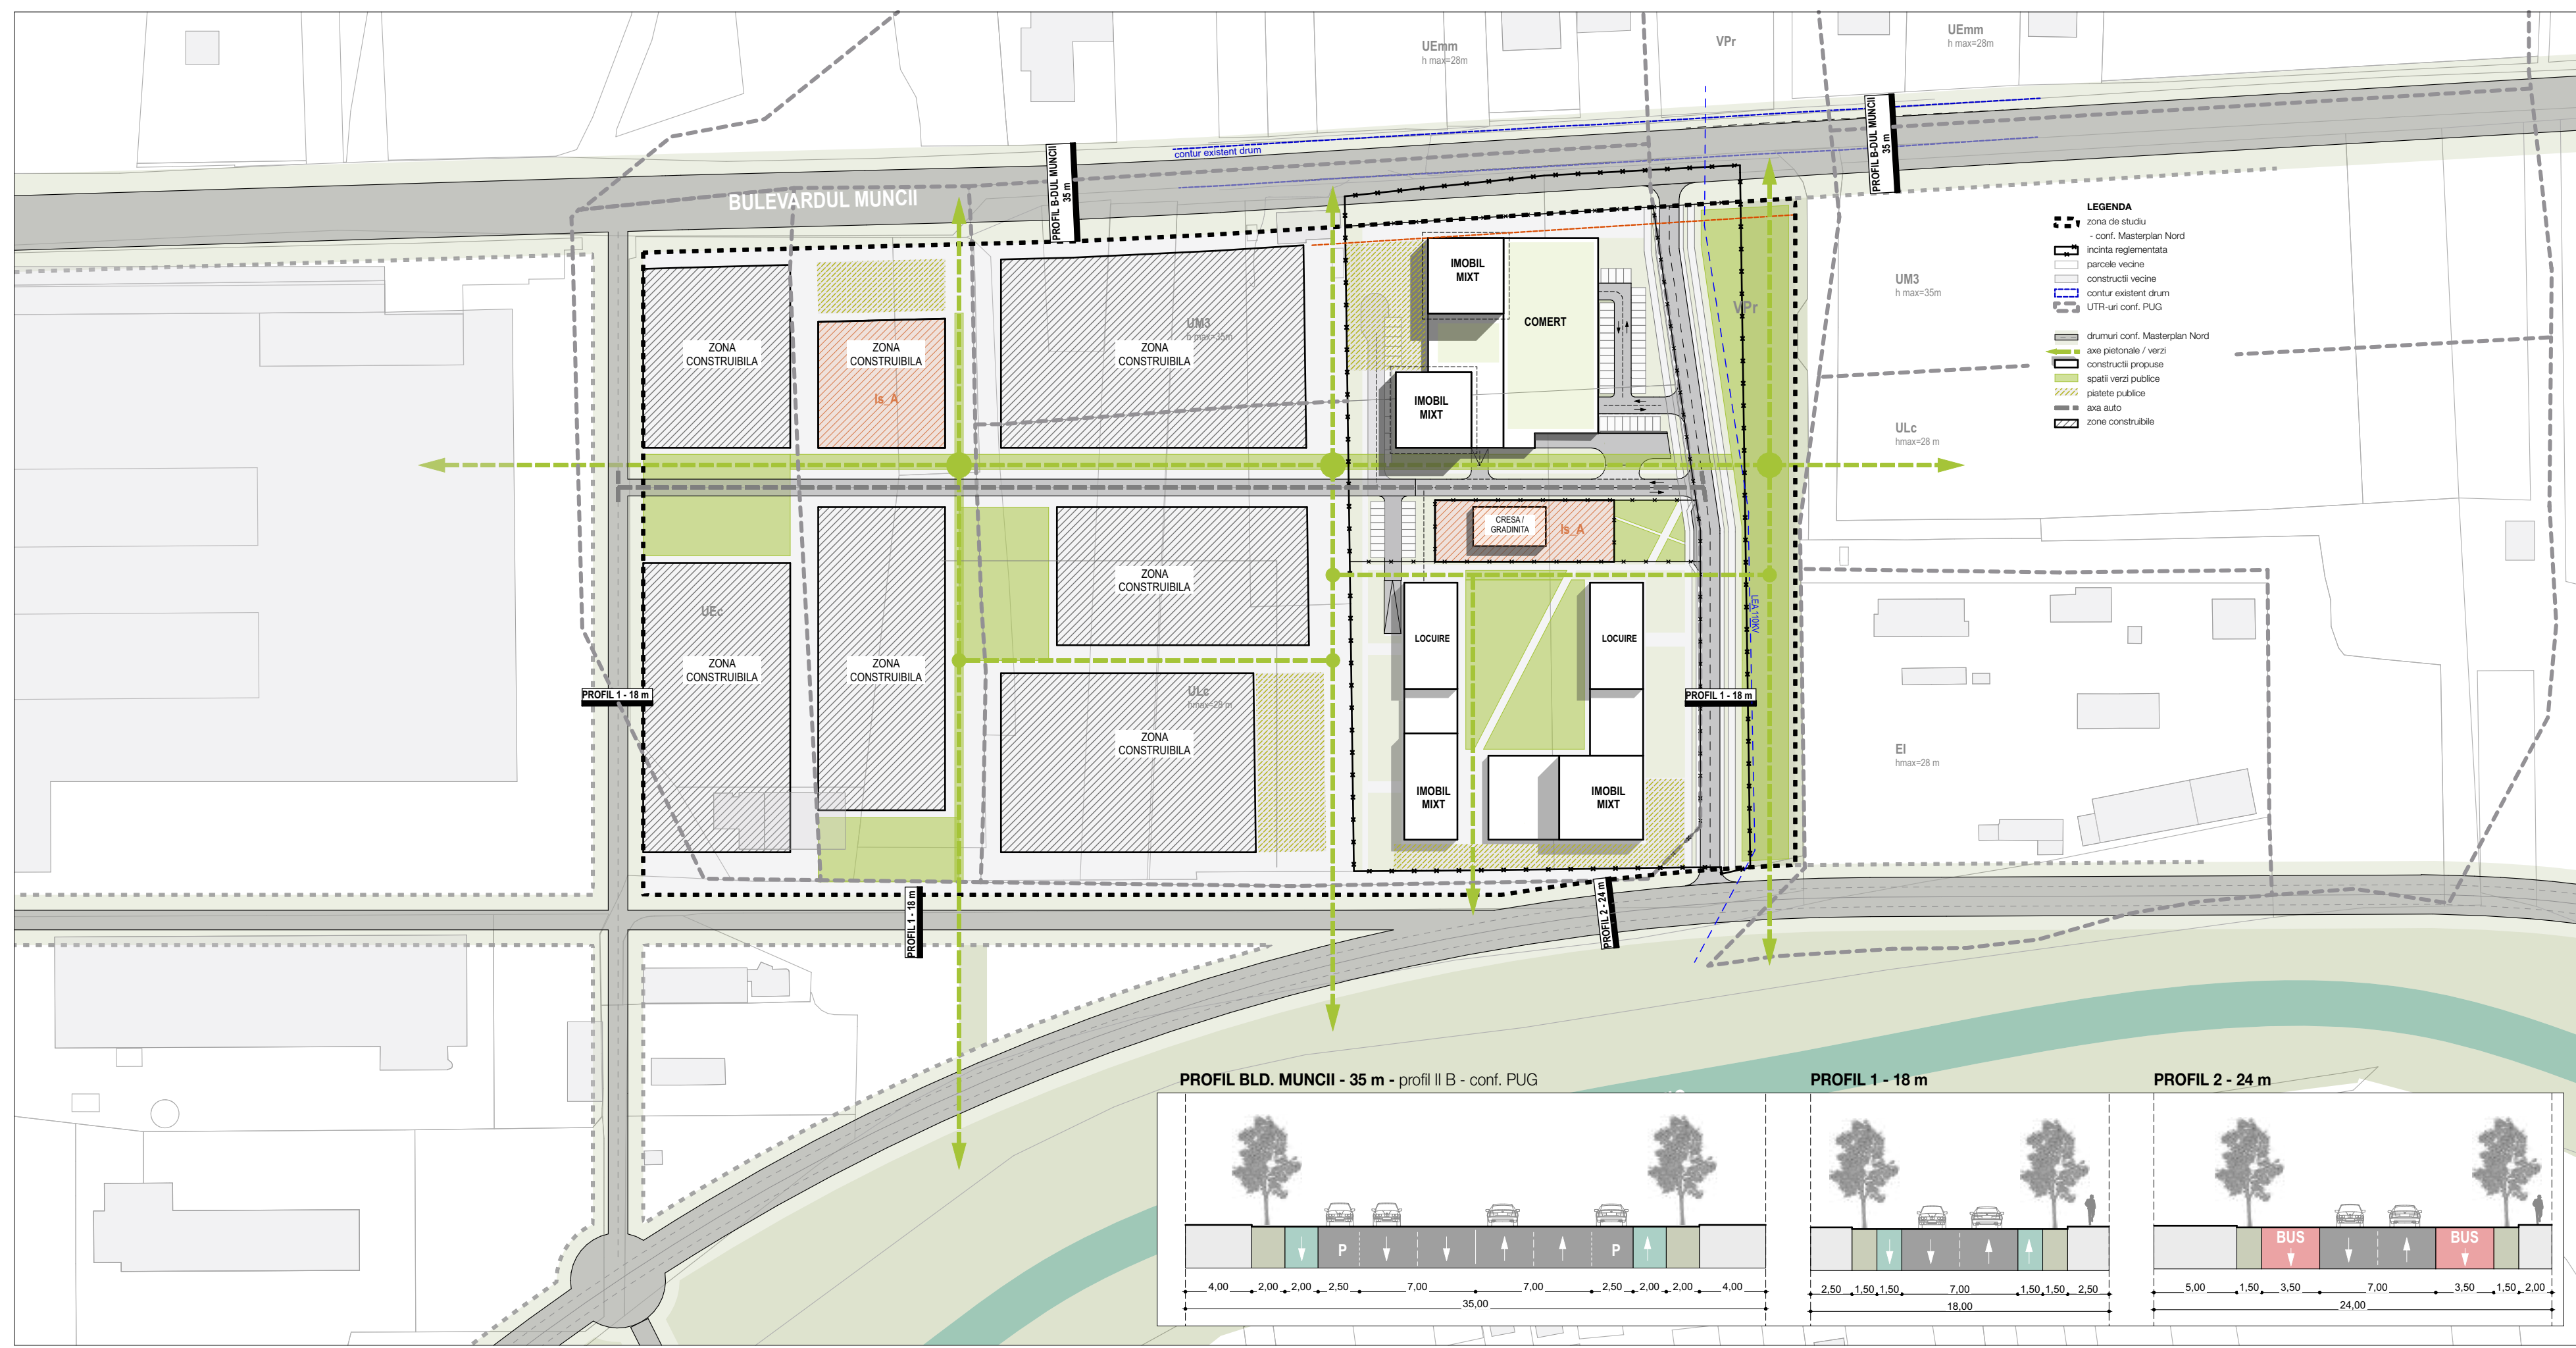 UEmm
h max=28m
VPr
UEmm
h max=28m
PROFIL B-DUL MUNCII
35 m
PROFIL B-DUL MUNCII
35 m
contur existent drum
BULEVARDUL MUNCII
LEGENDA
zona de studiu
- conf. Masterplan Nord
incinta reglementata
parcele vecine
constructii vecine
contur existent drum
UTR-uri conf. PUG
drumuri conf. Masterplan Nord
axe pietonale / verzi
constructii propuse
spatii verzi publice
piatete publice
axa auto
zone construibile
UM3
h max=35m
ULc
hmax=28 m
EI
hmax=28 m
ZONA
CONSTRUIBILA
ZONA
CONSTRUIBILA
Is_A
UM3
h max=35m
ZONA
CONSTRUIBILA
IMOBIL
MIXT
COMERT
IMOBIL
MIXT
VPr
CRESA /
GRADINITA
Is_A
UEc
ZONA
CONSTRUIBILA
ZONA
CONSTRUIBILA
ZONA
CONSTRUIBILA
ULc
hmax=28 m
ZONA
CONSTRUIBILA
LOCUIRE
LOCUIRE
LEA 110KV
IMOBIL
MIXT
IMOBIL
MIXT
PROFIL 1 - 18 m
PROFIL 1 - 18 m
PROFIL 1 - 18 m
PROFIL 2 - 24 m
PROFIL BLD. MUNCII - 35 m - profil II B - conf. PUG
P
P
4,00 2,00 2,00 2,50 7,00 7,00 2,50 2,00 2,00 4,00
35,00
PROFIL 1 - 18 m
2,50 1,50 1,50 7,00 1,50 1,50 2,50
18,00
PROFIL 2 - 24 m
BUS
BUS
5,00 1,50 3,50 7,00 3,50 1,50 2,00
24,00